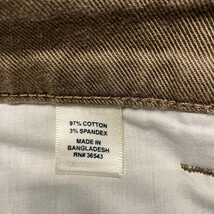 97% COTTON
3% SPANDEX
MADE IN
BANGLADESH
RN# 36543